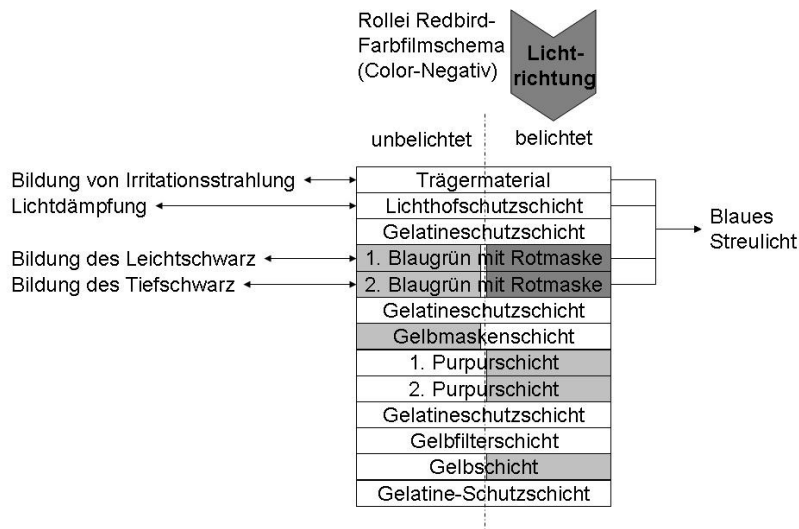 Rollei Redbird-
Farbfilmschema
(Color-Negativ)
Licht-
richtung
unbelichtet
belichtet
Bildung von Irritationsstrahlung
Trägermaterial
Lichtdämpfung
Lichthofschutzschicht
Gelatineschutzschicht
Blaues
Streulicht
Bildung des Leichtschwarz
1. Blaugrün mit Rotmaske
Bildung des Tiefschwarz
2. Blaugrün mit Rotmaske
Gelatineschutzschicht
Gelbmaskenschicht
1. Purpurschicht
2. Purpurschicht
Gelatineschutzschicht
Gelbfilterschicht
Gelbschicht
Gelatine-Schutzschicht